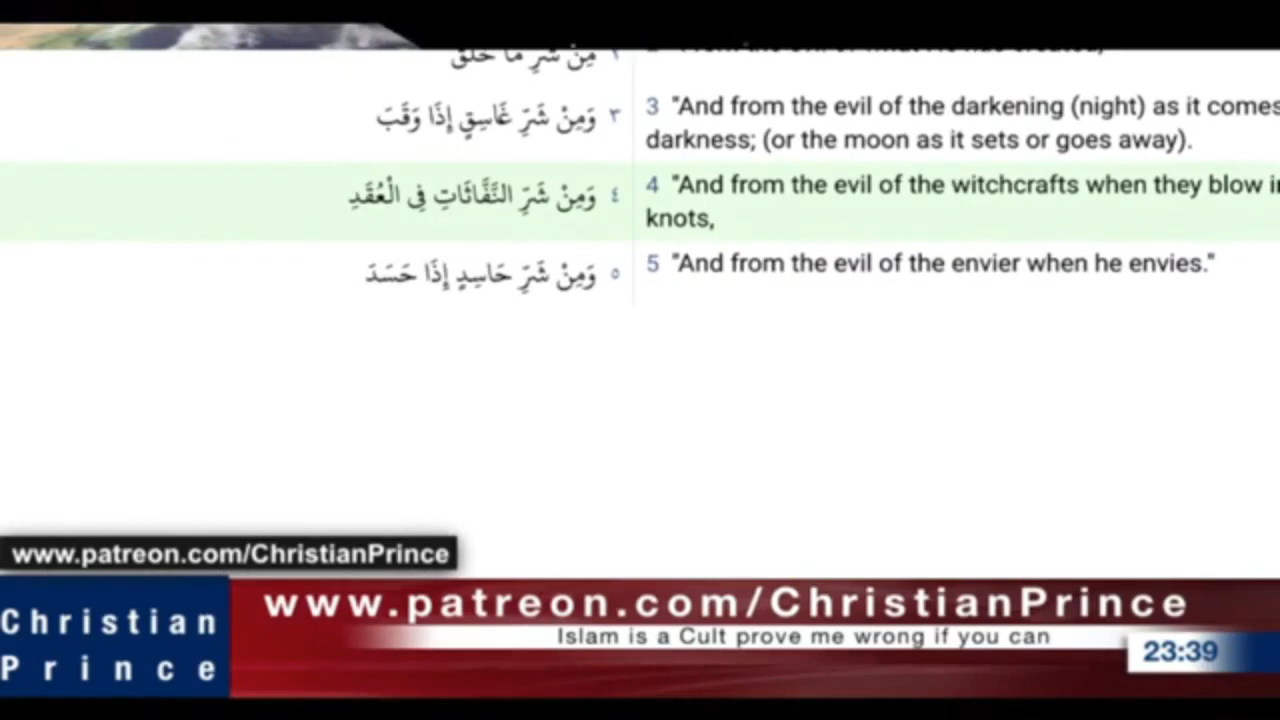 مِن شَرِّ مَا خَلَقَ
3 "And from the evil of the darkening (night) as it comes
darkness; (or the moon as it sets or goes away).
٣ وَمِنْ شَرِّ غَاسِقٍ إِذَا وَقَبَ
4 "And from the evil of the witchcrafts when they blow in
knots,
٤ وَمِنْ شَرِّ النَّفَّاثَاتِ فِي الْعُقَدِ
5 "And from the evil of the envier when he envies."
٥ وَمِنْ شَرِّ حَاسِدٍ إِذَا حَسَدَ
www.patreon.com/ChristianPrince
Christian
Prince
www.patreon.com/ChristianPrince
Islam is a Cult prove me wrong if you can
23:39